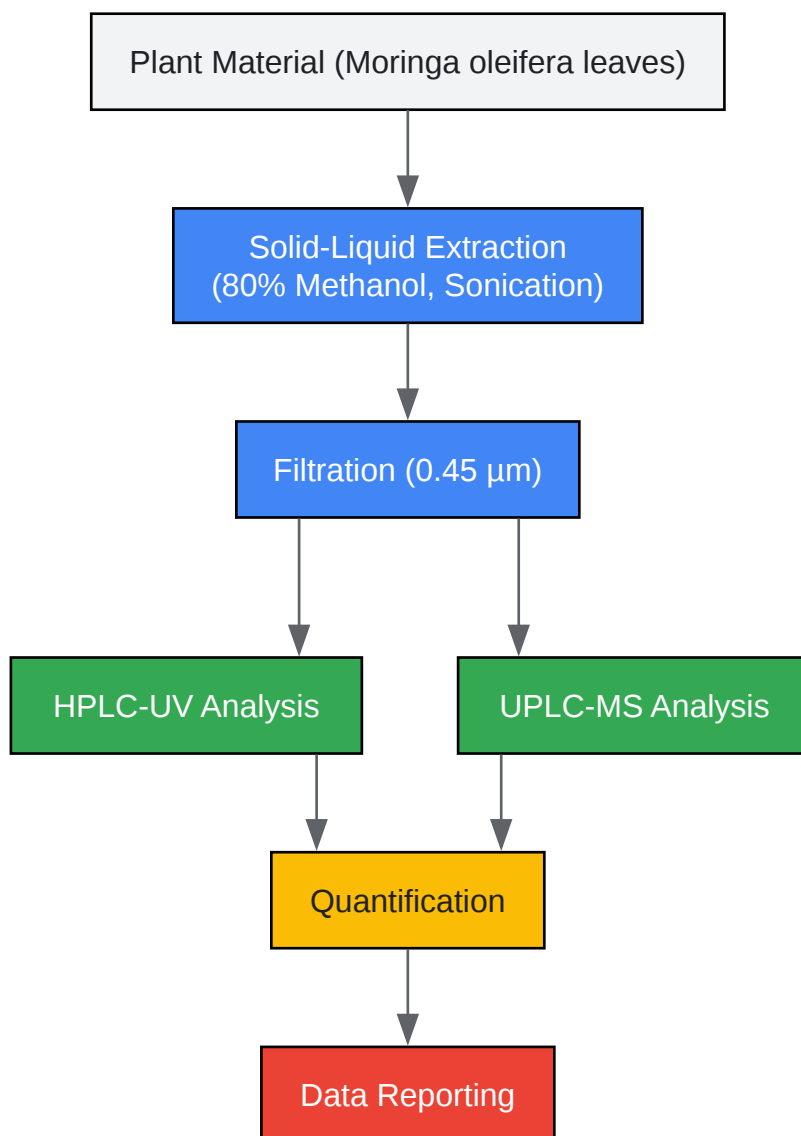 Plant Material (Moringa oleifera leaves)
Solid-Liquid Extraction
(80% Methanol, Sonication)
Filtration (0.45 µm)
HPLC-UV Analysis
UPLC-MS Analysis
Quantification
Data Reporting